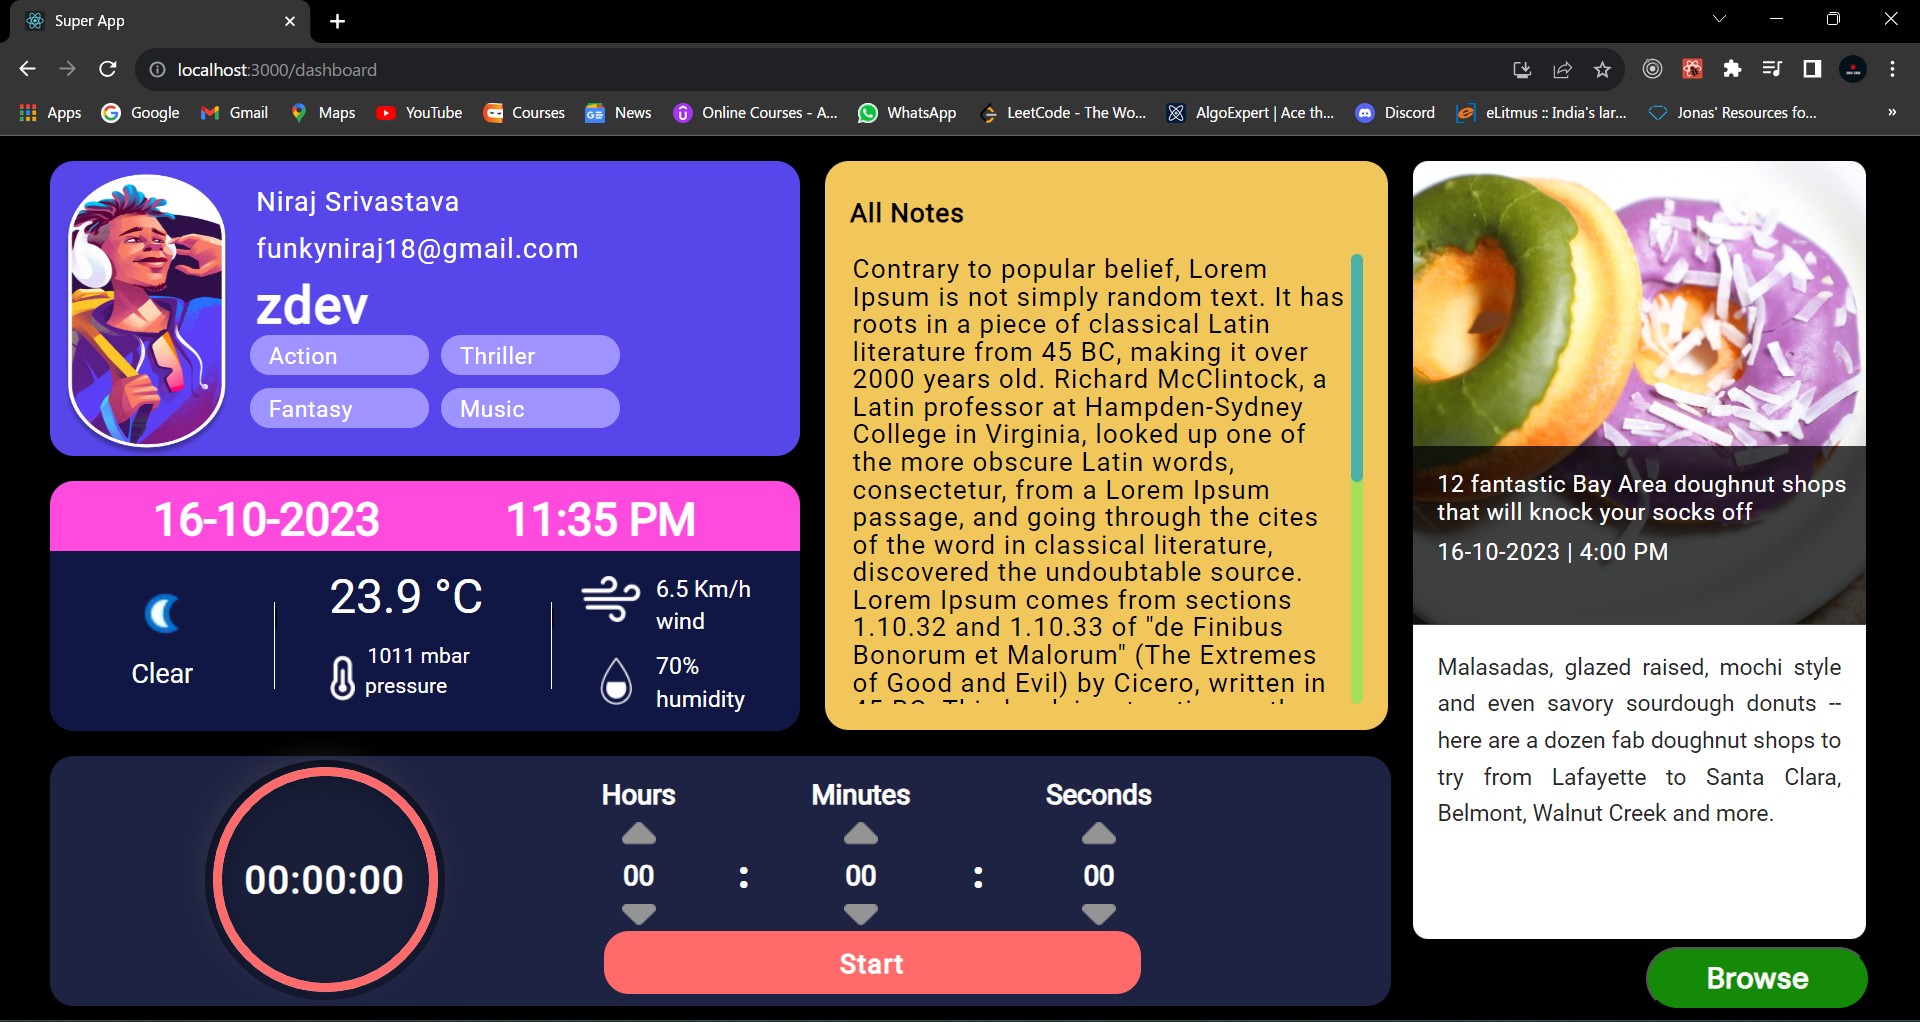 Super App
localhost:3000/dashboard
Apps
Google
Gmail
Maps
YouTube
Courses
News
Online Courses - A...
WhatsApp
LeetCode - The Wo...
AlgoExpert | Ace th...
Discord
eLitmus :: India's lar...
Jonas' Resources fo...
»
Niraj Srivastava
funkyniraj18@gmail.com
zdev
Action
Thriller
Fantasy
Music
16-10-2023
11:35 PM
Clear
23.9 °C
1011 mbar
pressure
6.5 Km/h
wind
70%
humidity
All Notes
Contrary to popular belief, Lorem
Ipsum is not simply random text. It has
roots in a piece of classical Latin
literature from 45 BC, making it over
2000 years old. Richard McClintock, a
Latin professor at Hampden-Sydney
College in Virginia, looked up one of
the more obscure Latin words,
consectetur, from a Lorem Ipsum
passage, and going through the cites
of the word in classical literature,
discovered the undoubtable source.
Lorem Ipsum comes from sections
1.10.32 and 1.10.33 of "de Finibus
Bonorum et Malorum" (The Extremes
of Good and Evil) by Cicero, written in
12 fantastic Bay Area doughnut shops
that will knock your socks off
16-10-2023 | 4:00 PM
Malasadas, glazed raised, mochi style
and even savory sourdough donuts --
here are a dozen fab doughnut shops to
try from Lafayette to Santa Clara,
Belmont, Walnut Creek and more.
00:00:00
Hours
Minutes
Seconds
00 : 00 : 00
Start
Browse